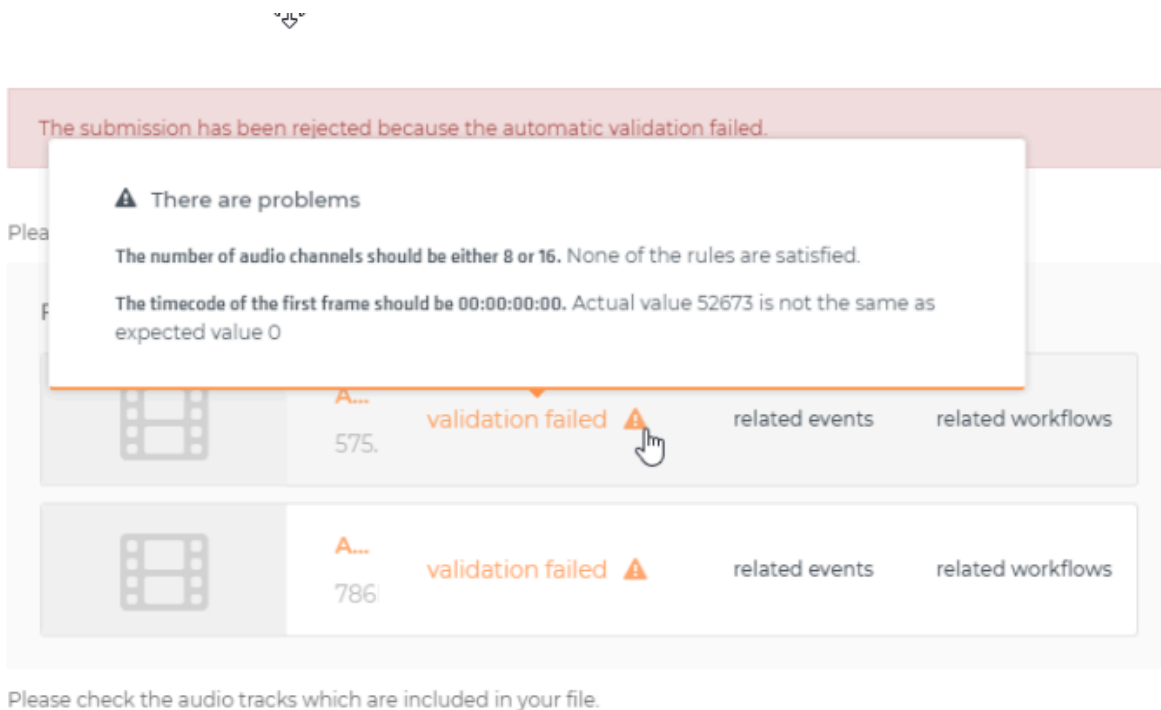 The submission has been rejected because the automatic validation failed.
There are problems
Plea
The number of audio channels should be either 8 or 16. None of the rules are satisfied.
The timecode of the first frame should be 00:00:00:00. Actual value 52673 is not the same as
expected value 0
A...
validation failed
related events
related workflows
575.
A...
validation failed
related events
related workflows
786
Please check the audio tracks which are included in your file.